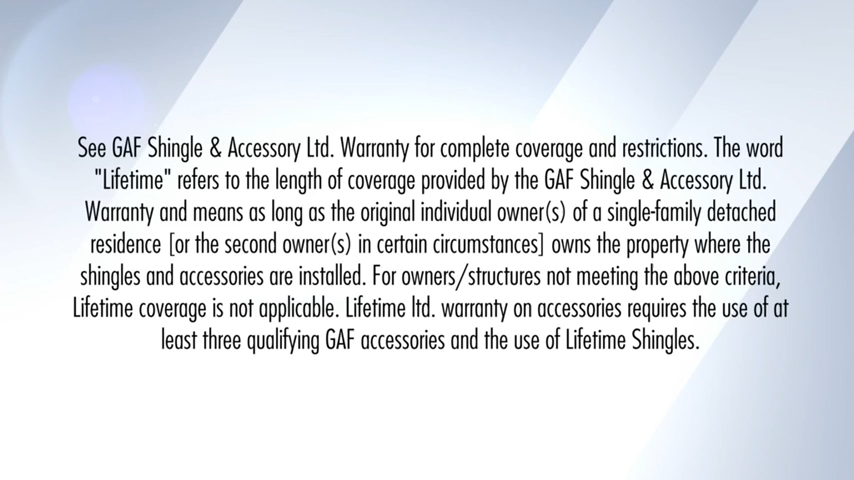 See GAF Shingle & Accessory Ltd. Warranty for complete coverage and restrictions. The word
"Lifetime" refers to the length of coverage provided by the GAF Shingle & Accessory Ltd.
Warranty and means as long as the original individual owner(s) of a single-family detached
residence [or the second owner(s) in certain circumstances] owns the property where the
shingles and accessories are installed. For owners/structures not meeting the above criteria,
Lifetime coverage is not applicable. Lifetime ltd. warranty on accessories requires the use of at
least three qualifying GAF accessories and the use of Lifetime Shingles.